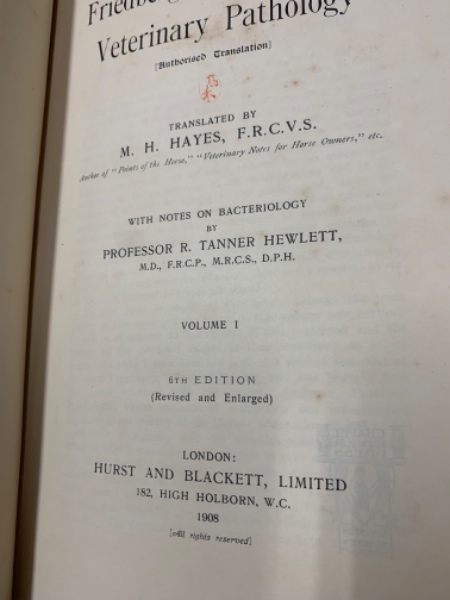 Veterinary Pathology
[Authorised Translation]
TRANSLATED BY
M. H. HAYES, F.R.C.V.S.
Author of "Points of the Horse," "Veterinary Notes for Horse Owners," etc.
WITH NOTES ON BACTERIOLOGY
BY
PROFESSOR R. TANNER HEWLETT,
M.D., F.R.C.P., M.R.C.S., D.P.H.
VOLUME I
6TH EDITION
(Revised and Enlarged)
LONDON:
HURST AND BLACKETT, LIMITED
182, HIGH HOLBORN, W.C.
1908
[All rights reserved]